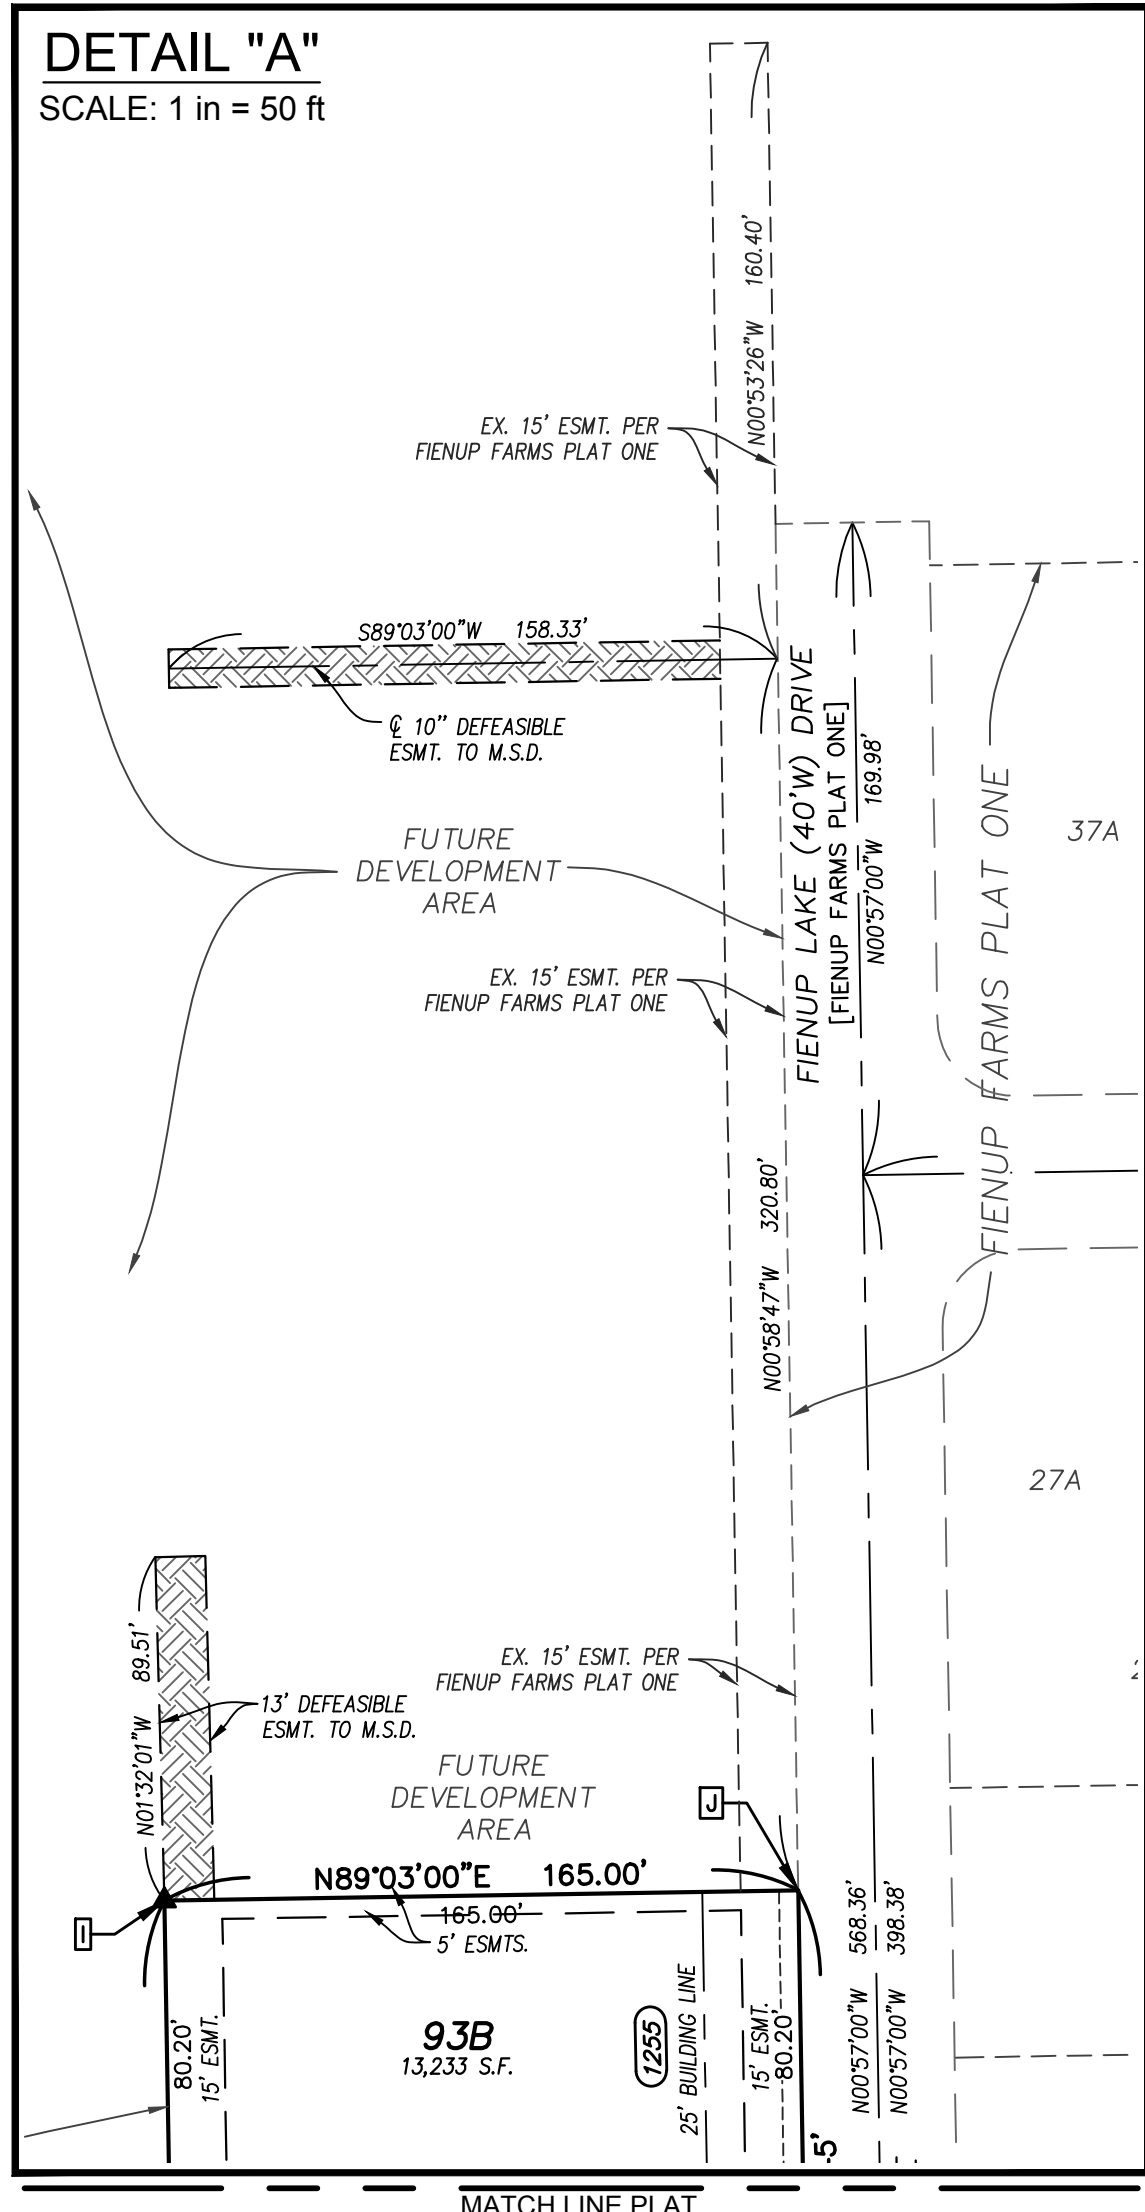 DETAIL "A"
SCALE: 1 in = 50 ft
N00°53'26"W 160.40'
EX. 15' ESMT. PER
FIENUP FARMS PLAT ONE
S89°03'00"W 158.33'
℄ 10" DEFEASIBLE
ESMT. TO M.S.D.
FIENUP LAKE (40'W) DRIVE
[FIENUP FARMS PLAT ONE]
N00°57'00"W 169.98'
FIENUP FARMS PLAT ONE
37A
FUTURE
DEVELOPMENT
AREA
EX. 15' ESMT. PER
FIENUP FARMS PLAT ONE
N00°58'47"W 320.80'
27A
N01°32'01"W 89.51'
13' DEFEASIBLE
ESMT. TO M.S.D.
EX. 15' ESMT. PER
FIENUP FARMS PLAT ONE
FUTURE
DEVELOPMENT
AREA
J
N89°03'00"E 165.00'
165.00'
5' ESMTS.
I
93B
13,233 S.F.
80.20'
15' ESMT.
1255
25' BUILDING LINE
15' ESMT.
80.20'
N00°57'00"W 568.36'
N00°57'00"W 398.38'
.5'
MATCH LINE PLAT